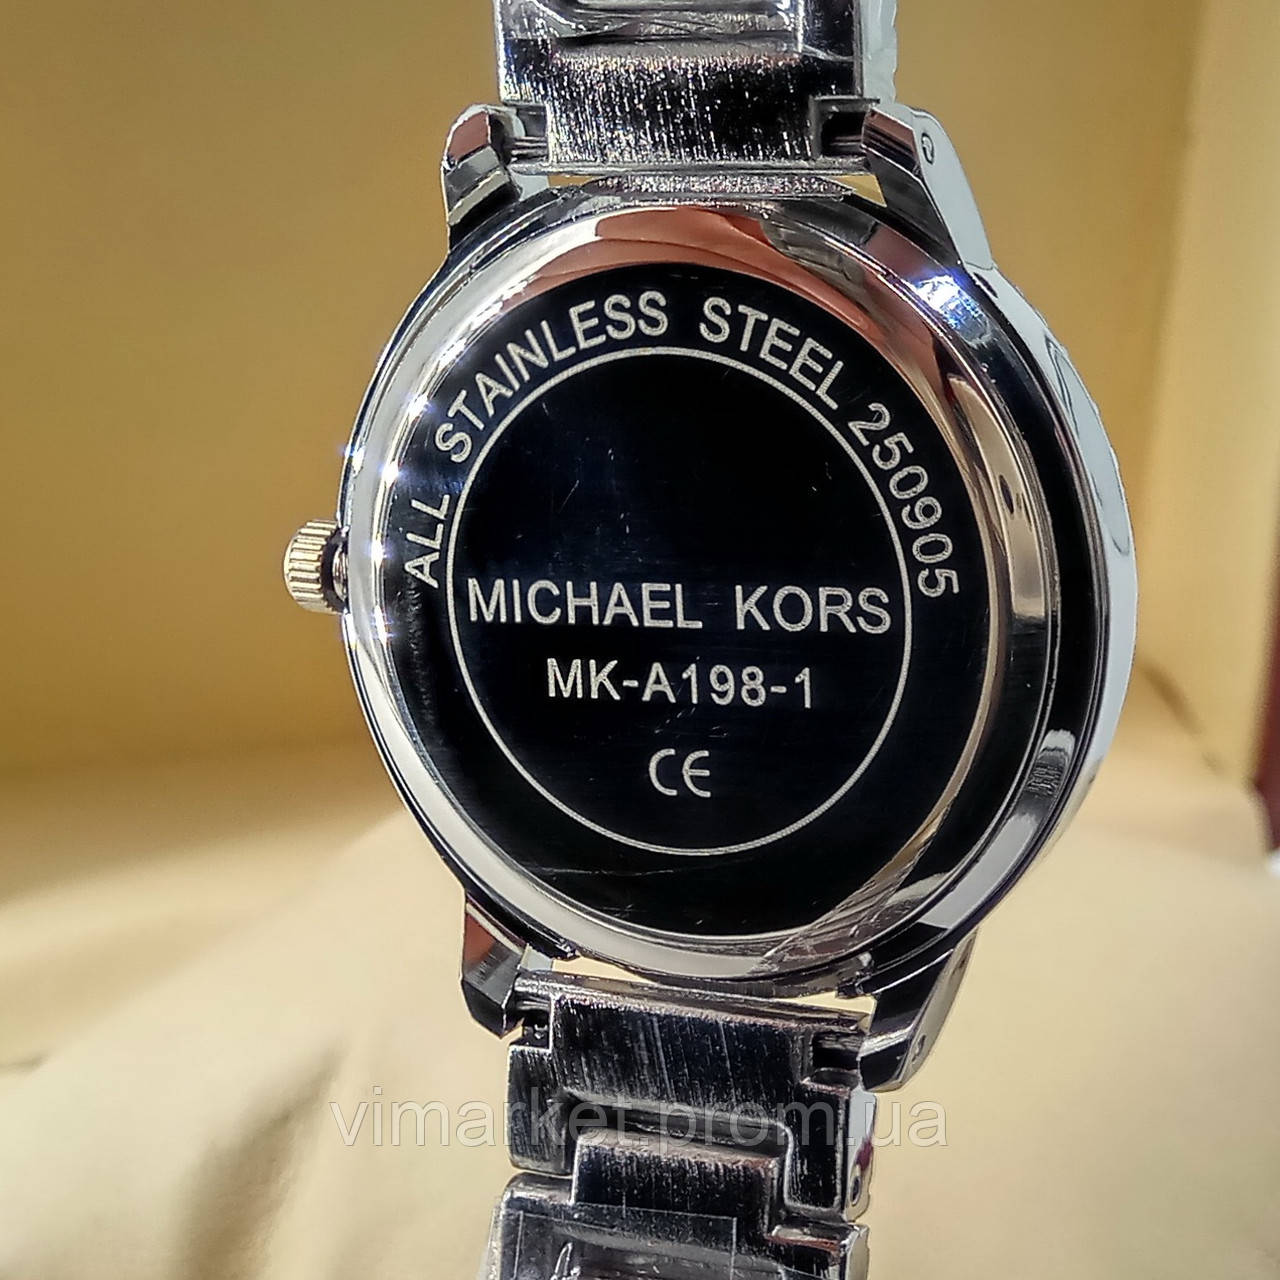 ALL STAINLESS STEEL 250905
MICHAEL KORS
MK-A198-1
CE
vimarket.prom.ua